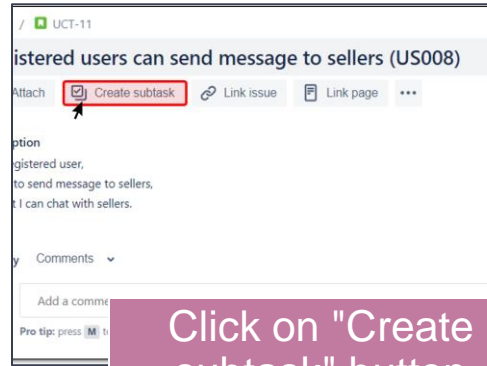 / UCT-11
istered users can send message to sellers (US008)
Attach Create subtask Link issue Link page •••
ption
gistered user,
to send message to sellers,
t I can chat with sellers.
y Comments
Add a comme
Pro tip: press M t
Click on "Create
subtask" button